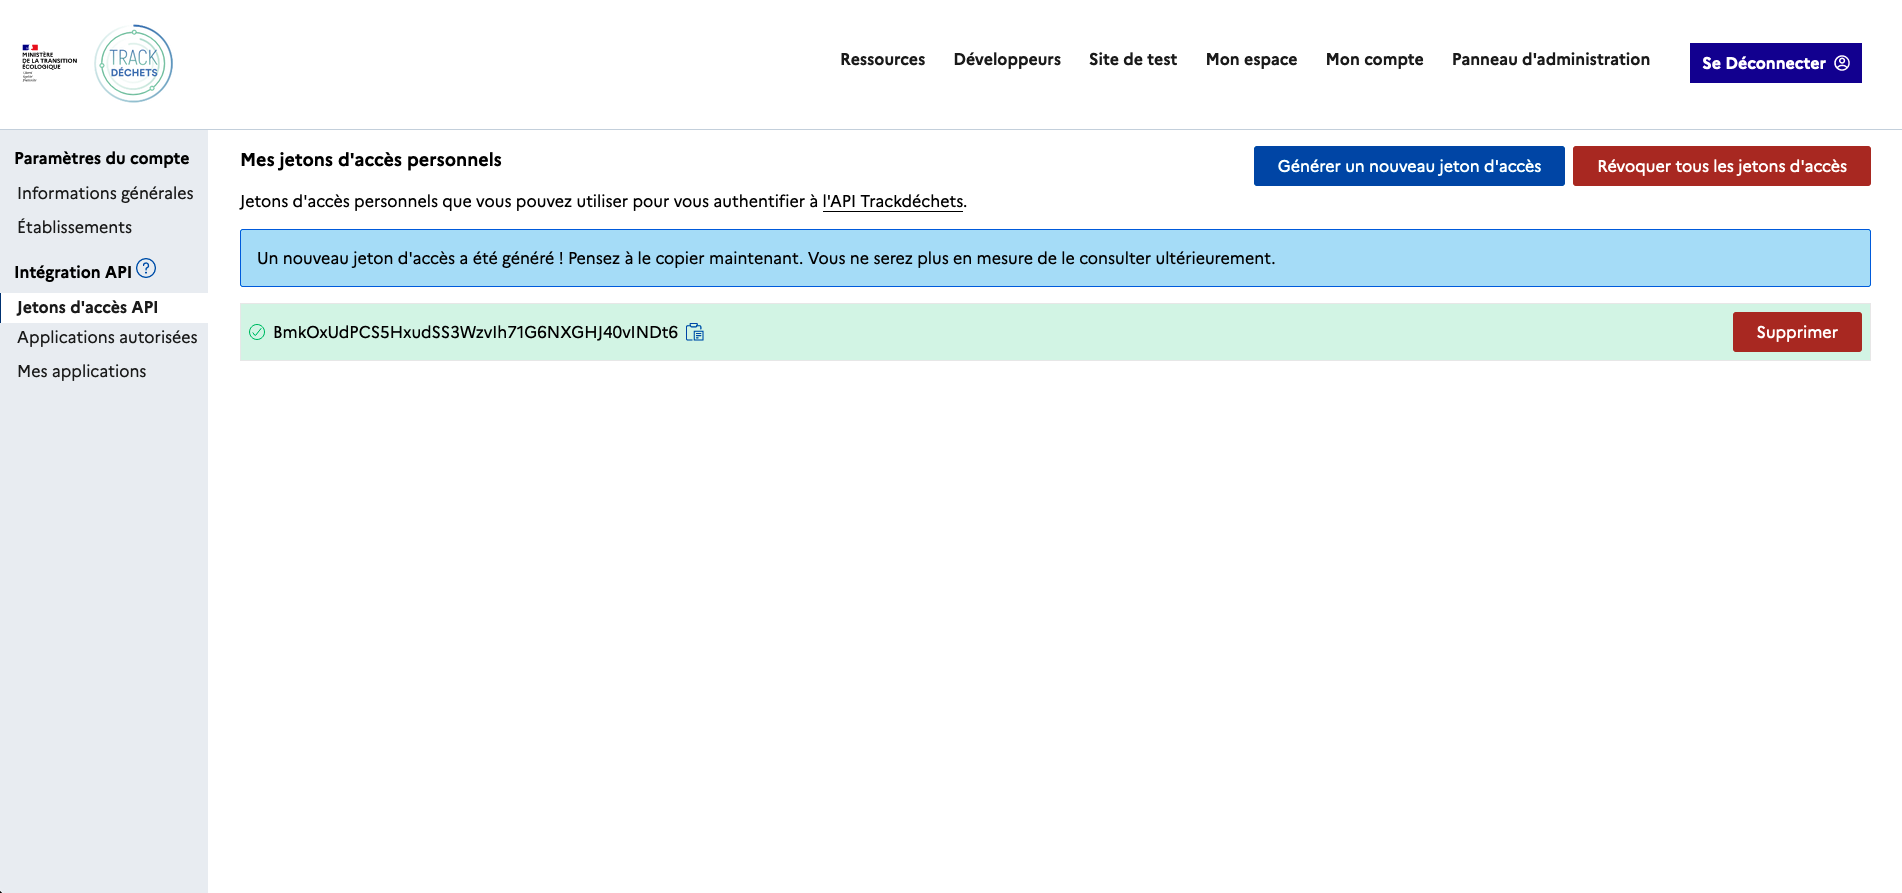 MINISTÈRE
DE LA TRANSITION
ÉCOLOGIQUE
Liberté
Égalité
Fraternité
TRACK
DÉCHETS
Ressources
Développeurs
Site de test
Mon espace
Mon compte
Panneau d'administration
Se Déconnecter
Paramètres du compte
Informations générales
Établissements
Intégration API
Jetons d'accès API
Applications autorisées
Mes applications
Mes jetons d'accès personnels
Générer un nouveau jeton d'accès
Révoquer tous les jetons d'accès
Jetons d'accès personnels que vous pouvez utiliser pour vous authentifier à l'API Trackdéchets.
Un nouveau jeton d'accès a été généré ! Pensez à le copier maintenant. Vous ne serez plus en mesure de le consulter ultérieurement.
BmkOxUdPCS5HxudSS3WzvIh71G6NXGHJ40vINDt6
Supprimer